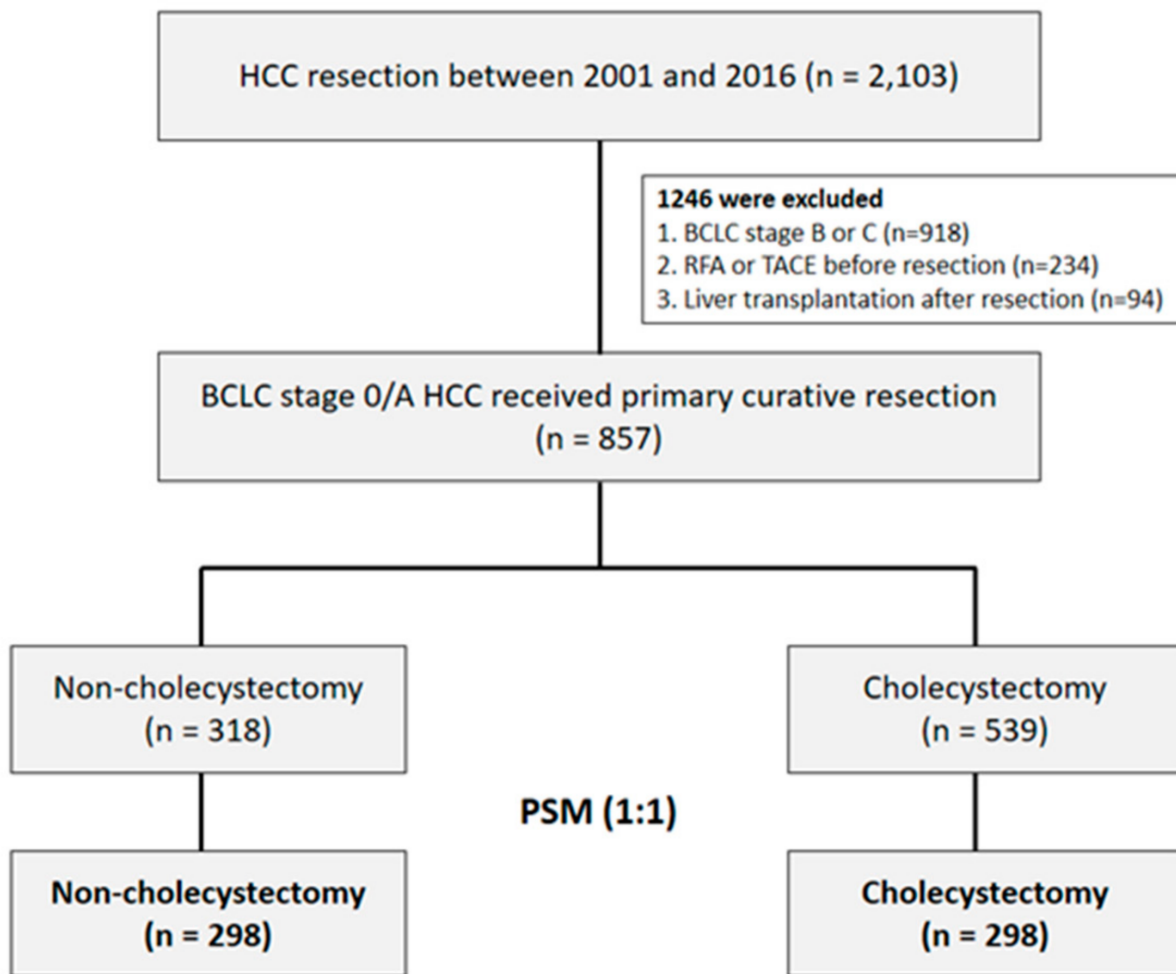 HCC resection between 2001 and 2016 (n = 2,103)
1246 were excluded
1. BCLC stage B or C (n=918)
2. RFA or TACE before resection (n=234)
3. Liver transplantation after resection (n=94)
BCLC stage 0/A HCC received primary curative resection
(n = 857)
Non-cholecystectomy
(n = 318)
Cholecystectomy
(n = 539)
PSM (1:1)
Non-cholecystectomy
(n = 298)
Cholecystectomy
(n = 298)